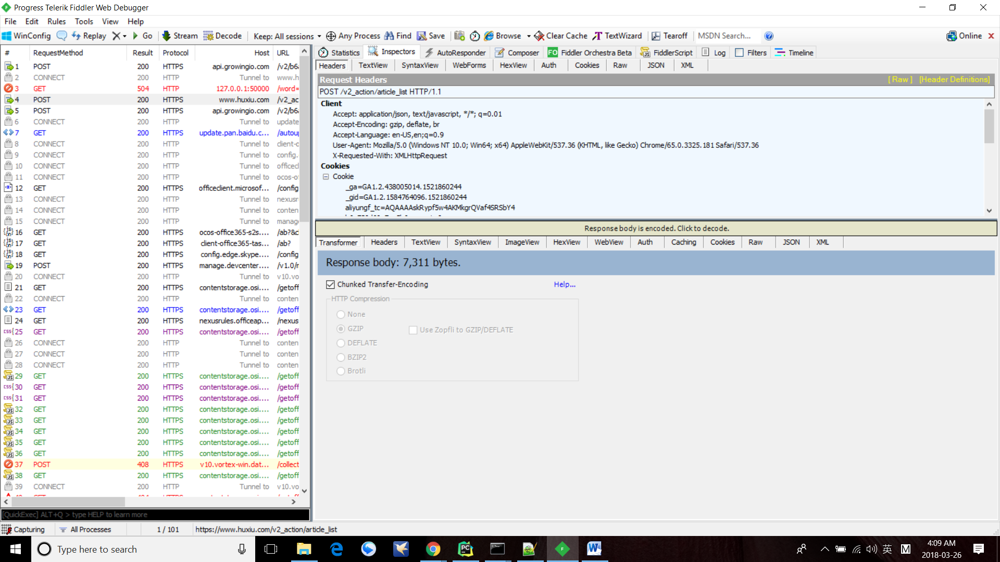 Progress Telerik Fiddler Web Debugger
File Edit Rules Tools View Help
WinConfig Replay Go Stream Decode Keep: All sessions Any Process Find Save Browse Clear Cache TextWizard Tearoff MSDN Search... Online
# RequestMethod Result Protocol Host URL
1 POST 200 HTTPS api.growingio.com /v2/b6
2 CONNECT 200 HTTP Tunnel to www.h
3 GET 504 HTTP 127.0.0.1:50000 /word=
4 POST 200 HTTPS www.huxiu.com /v2_ac
5 POST 200 HTTPS api.growingio.com /v2/b6
6 CONNECT 200 HTTP Tunnel to update
7 GET 200 HTTPS update.pan.baidu.c... /autou
8 CONNECT 200 HTTP Tunnel to client-c
9 CONNECT 200 HTTP Tunnel to config.
10 CONNECT 200 HTTP Tunnel to officecl
11 CONNECT 200 HTTP Tunnel to ocos-o
12 GET 200 HTTPS officeclient.microsof... /config
13 CONNECT 200 HTTP Tunnel to nexusr
14 CONNECT 200 HTTP Tunnel to conten
15 CONNECT 200 HTTP Tunnel to manag
16 GET 200 HTTPS ocos-office365-s2s.... /ab?&c
17 GET 200 HTTPS client-office365-tas... /ab?
18 GET 200 HTTPS config.edge.skype.... /config
19 POST 200 HTTPS manage.devcenter.... /v1.0/r
20 CONNECT 200 HTTP Tunnel to v10.vo
21 GET 200 HTTPS contentstorage.osi.... /getoff
22 CONNECT 200 HTTP Tunnel to conten
23 GET 200 HTTPS contentstorage.osi.... /getoff
24 GET 200 HTTPS nexusrules.officeap... /nexus
25 GET 200 HTTPS contentstorage.osi.... /getoff
26 CONNECT 200 HTTP Tunnel to conten
27 CONNECT 200 HTTP Tunnel to conten
28 CONNECT 200 HTTP Tunnel to conten
29 GET 200 HTTPS contentstorage.osi.... /getoff
30 GET 200 HTTPS contentstorage.osi.... /getoff
31 GET 200 HTTPS contentstorage.osi.... /getoff
32 GET 200 HTTPS contentstorage.osi.... /getoff
33 GET 200 HTTPS contentstorage.osi.... /getoff
34 GET 200 HTTPS contentstorage.osi.... /getoff
35 GET 200 HTTPS contentstorage.osi.... /getoff
36 GET 200 HTTPS contentstorage.osi.... /getoff
37 POST 408 HTTPS v10.vortex-win.dat... /collect
38 GET 200 HTTPS contentstorage.osi.... /getoff
39 CONNECT 200 HTTP Tunnel to v10.vo
[QuickExec] ALT+Q > type HELP to learn more
Capturing All Processes 1 / 101 https://www.huxiu.com/v2_action/article_list
Statistics Inspectors AutoResponder Composer FO Fiddler Orchestra Beta FiddlerScript Log Filters Timeline
Headers TextView SyntaxView WebForms HexView Auth Cookies Raw JSON XML
Request Headers [ Raw ] [Header Definitions]
POST /v2_action/article_list HTTP/1.1
Client
Accept: application/json, text/javascript, */*; q=0.01
Accept-Encoding: gzip, deflate, br
Accept-Language: en-US,en;q=0.9
User-Agent: Mozilla/5.0 (Windows NT 10.0; Win64; x64) AppleWebKit/537.36 (KHTML, like Gecko) Chrome/65.0.3325.181 Safari/537.36
X-Requested-With: XMLHttpRequest
Cookies
Cookie
_ga=GA1.2.438005014.1521860244
_gid=GA1.2.1584764096.1521860244
aliyungf_tc=AQAAAAskRypf5w4AKMkgrQVaf4SRSbY4
Response body is encoded. Click to decode.
Transformer Headers TextView SyntaxView ImageView HexView WebView Auth Caching Cookies Raw JSON XML
Response body: 7,311 bytes.
Chunked Transfer-Encoding Help...
HTTP Compression
None
GZIP Use Zopfli to GZIP/DEFLATE
DEFLATE
BZIP2
Brotli
Type here to search
英 M 4:09 AM
2018-03-26